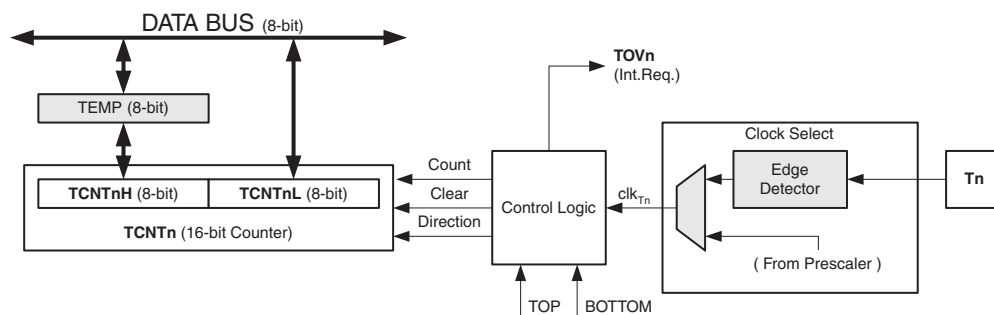 DATA BUS (8-bit)
TOVn
(Int.Req.)
TEMP (8-bit)
Clock Select
Count
Edge
Detector
Tn
TCNTnH (8-bit)
TCNTnL (8-bit)
Clear
Control Logic
clkTn
TCNTn (16-bit Counter)
Direction
( From Prescaler )
TOP
BOTTOM